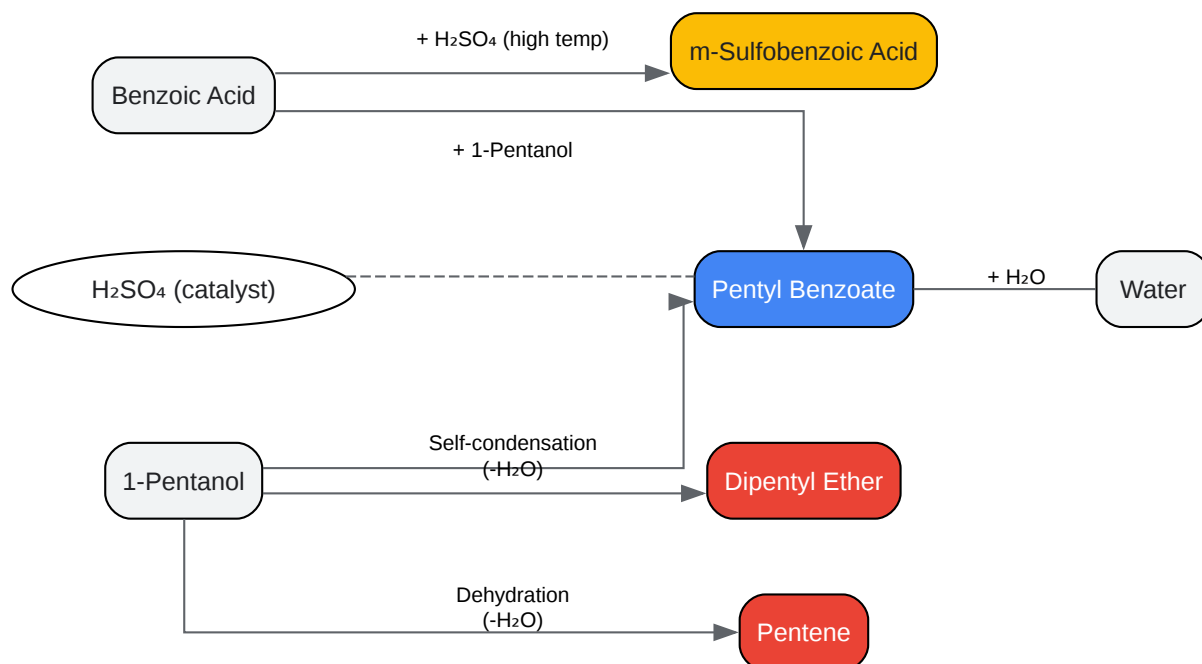 + H₂SO₄ (high temp)
m-Sulfobenzoic Acid
Benzoic Acid
+ 1-Pentanol
H₂SO₄ (catalyst)
Pentyl Benzoate
+ H₂O
Water
Self-condensation
(-H₂O)
1-Pentanol
Dipentyl Ether
Dehydration
(-H₂O)
Pentene